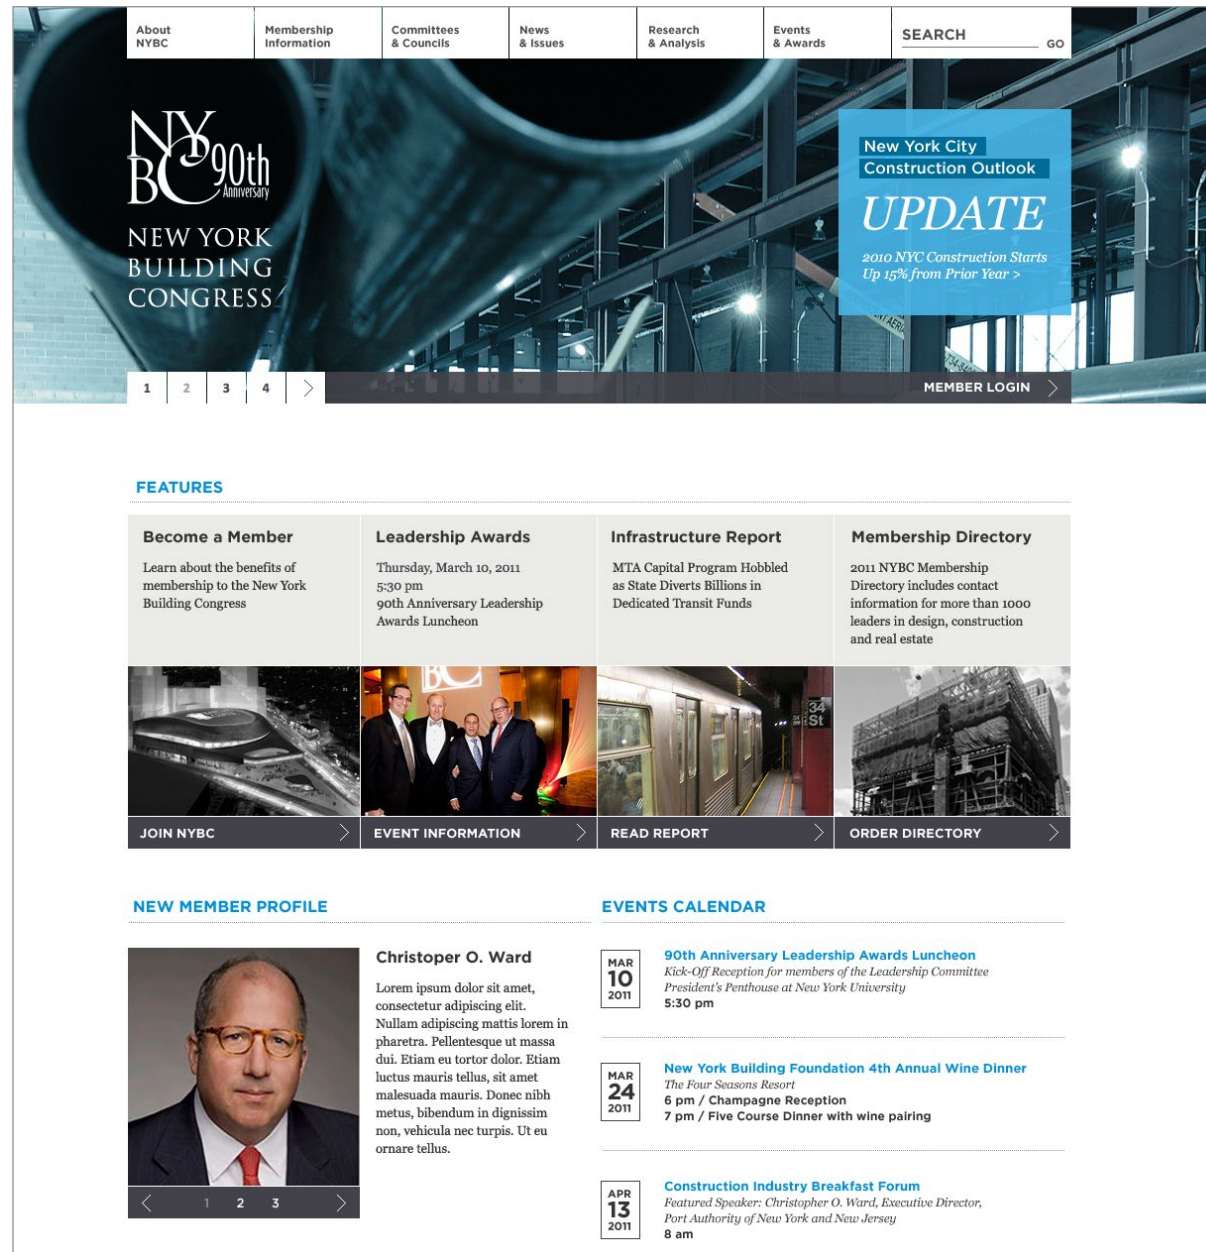 About
NYBC
Membership
Information
Committees
& Councils
News
& Issues
Research
& Analysis
Events
& Awards
SEARCH
GO
NYBC 90th
Anniversary
NEW YORK
BUILDING
CONGRESS
New York City
Construction Outlook
UPDATE
2010 NYC Construction Starts
Up 15% from Prior Year >
1 2 3 4
MEMBER LOGIN
FEATURES
Become a Member
Learn about the benefits of
membership to the New York
Building Congress
JOIN NYBC
Leadership Awards
Thursday, March 10, 2011
5:30 pm
90th Anniversary Leadership
Awards Luncheon
BC
EVENT INFORMATION
Infrastructure Report
MTA Capital Program Hobbled
as State Diverts Billions in
Dedicated Transit Funds
34
St
READ REPORT
Membership Directory
2011 NYBC Membership
Directory includes contact
information for more than 1000
leaders in design, construction
and real estate
ORDER DIRECTORY
NEW MEMBER PROFILE
Christoper O. Ward
Lorem ipsum dolor sit amet,
consectetur adipiscing elit.
Nullam adipiscing mattis lorem in
pharetra. Pellentesque ut massa
dui. Etiam eu tortor dolor. Etiam
luctus mauris tellus, sit amet
malesuada mauris. Donec nibh
metus, bibendum in dignissim
non, vehicula nec turpis. Ut eu
ornare tellus.
1 2 3
EVENTS CALENDAR
MAR
10
2011
90th Anniversary Leadership Awards Luncheon
Kick-Off Reception for members of the Leadership Committee
President's Penthouse at New York University
5:30 pm
MAR
24
2011
New York Building Foundation 4th Annual Wine Dinner
The Four Seasons Resort
6 pm / Champagne Reception
7 pm / Five Course Dinner with wine pairing
APR
13
2011
Construction Industry Breakfast Forum
Featured Speaker: Christopher O. Ward, Executive Director,
Port Authority of New York and New Jersey
8 am